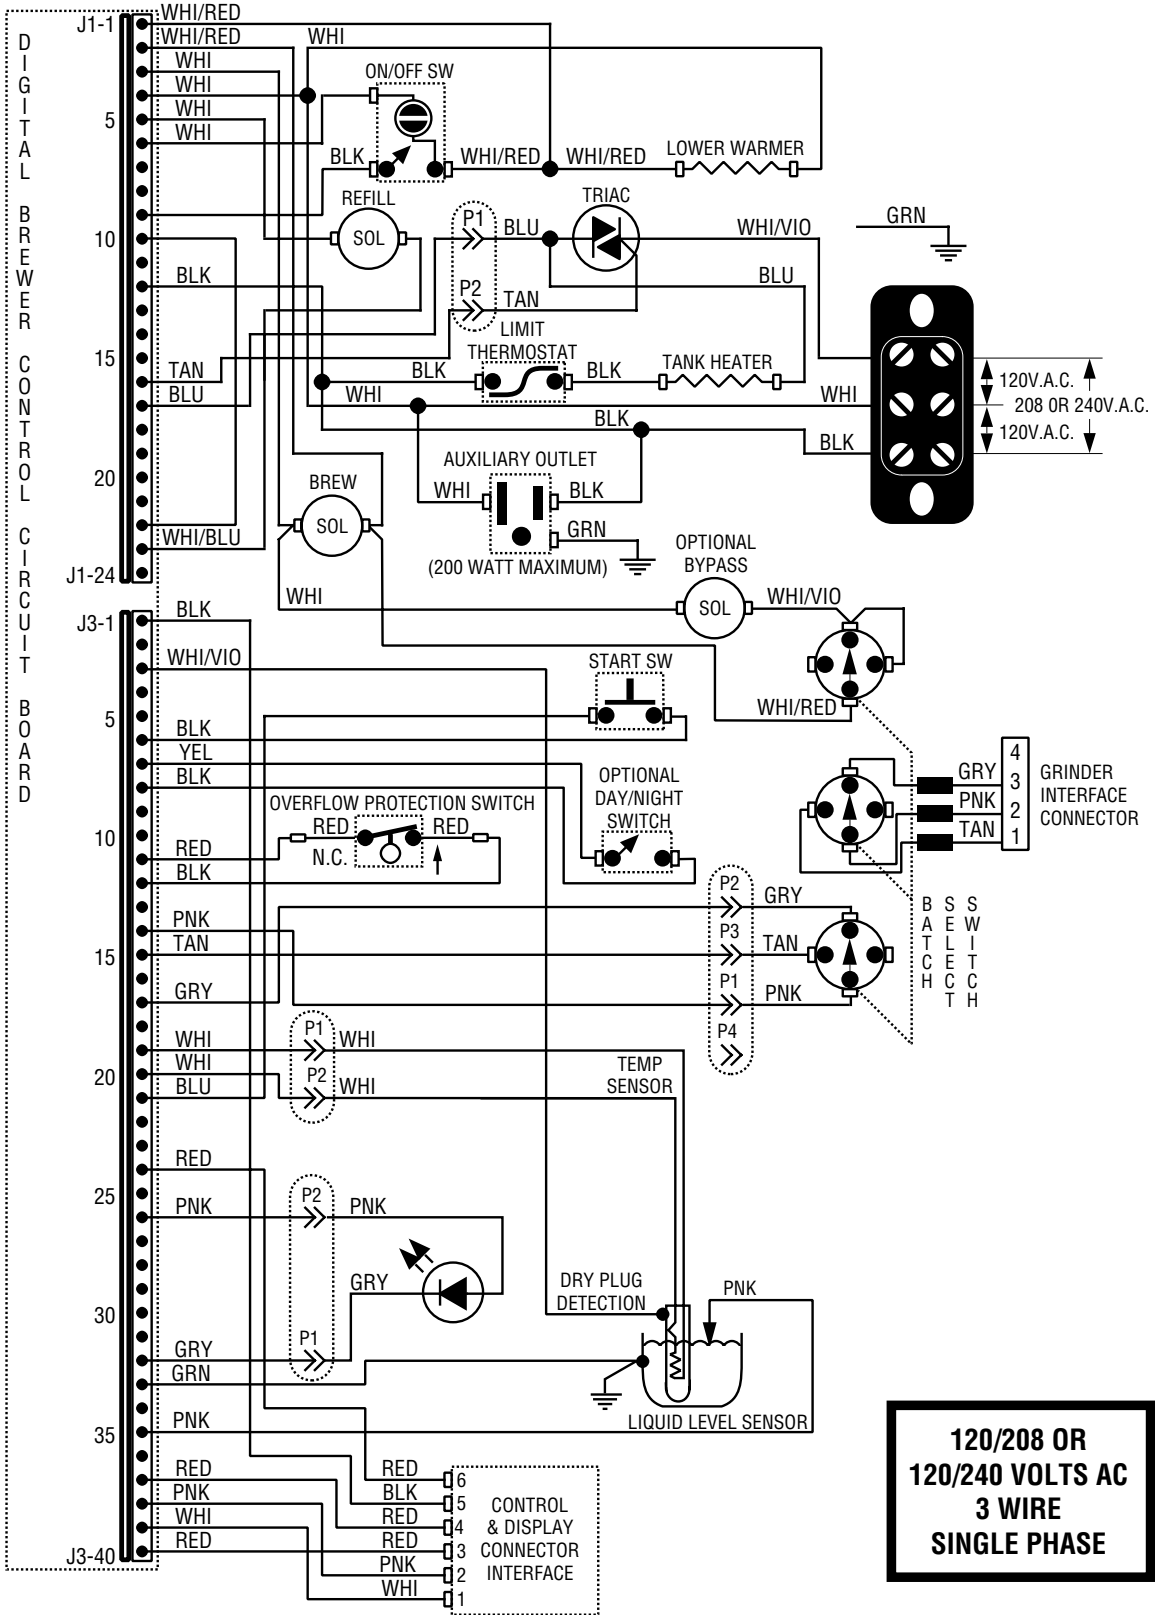 DIGITAL BREWER CONTROL CIRCUIT BOARD
J1-1
5
10
15
20
J1-24
WHI/RED
WHI/RED
WHI
WHI
WHI
WHI
BLK
TAN
BLU
WHI/BLU
WHI
ON/OFF SW
BLK
WHI/RED
WHI/RED
LOWER WARMER
REFILL
SOL
P1
BLU
TRIAC
WHI/VIO
GRN
P2
TAN
BLU
LIMIT
THERMOSTAT
BLK
BLK
TANK HEATER
WHI
WHI
BLK
BLK
120V.A.C.
208 OR 240V.A.C.
120V.A.C.
AUXILIARY OUTLET
WHI
BLK
GRN
(200 WATT MAXIMUM)
BREW
SOL
OPTIONAL
BYPASS
WHI
SOL
WHI/VIO
WHI/RED
J3-1
5
10
15
20
25
30
35
J3-40
BLK
WHI/VIO
BLK
YEL
BLK
RED
BLK
PNK
TAN
GRY
WHI
WHI
BLU
RED
PNK
GRY
GRN
PNK
RED
PNK
WHI
RED
START SW
OPTIONAL
DAY/NIGHT
SWITCH
OVERFLOW PROTECTION SWITCH
RED
RED
N.C.
4
3
2
1
GRY
PNK
TAN
GRINDER
INTERFACE
CONNECTOR
P2
GRY
P3
TAN
P1
PNK
P4
BATCH
SELECT
SWITCH
P1
WHI
P2
WHI
TEMP
SENSOR
P2
PNK
GRY
P1
DRY PLUG
DETECTION
PNK
LIQUID LEVEL SENSOR
RED
BLK
RED
RED
PNK
WHI
6
5
4
3
2
1
CONTROL
& DISPLAY
CONNECTOR
INTERFACE
120/208 OR
120/240 VOLTS AC
3 WIRE
SINGLE PHASE